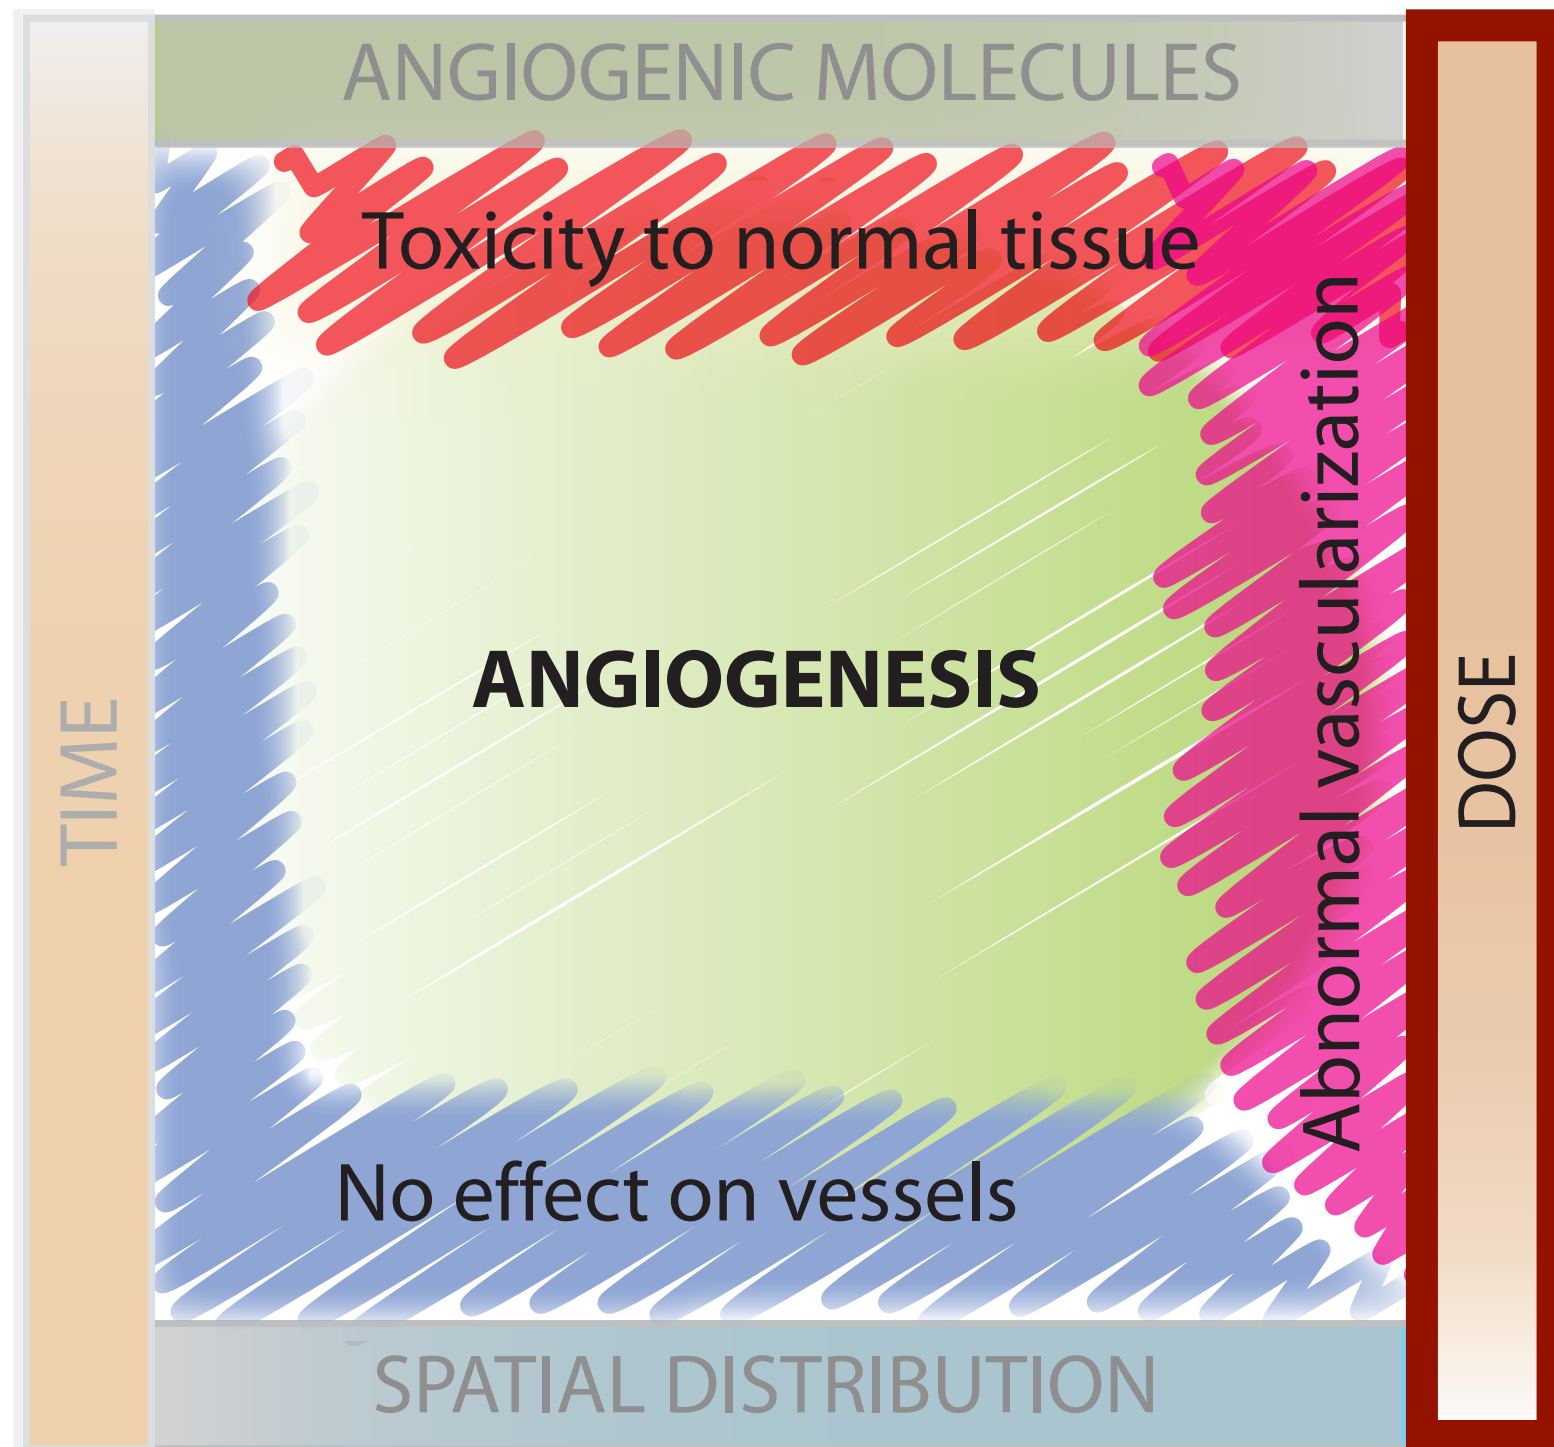 ANGIOGENIC MOLECULES
Toxicity to normal tissue
TIME
ANGIOGENESIS
Abnormal vascularization
DOSE
No effect on vessels
SPATIAL DISTRIBUTION